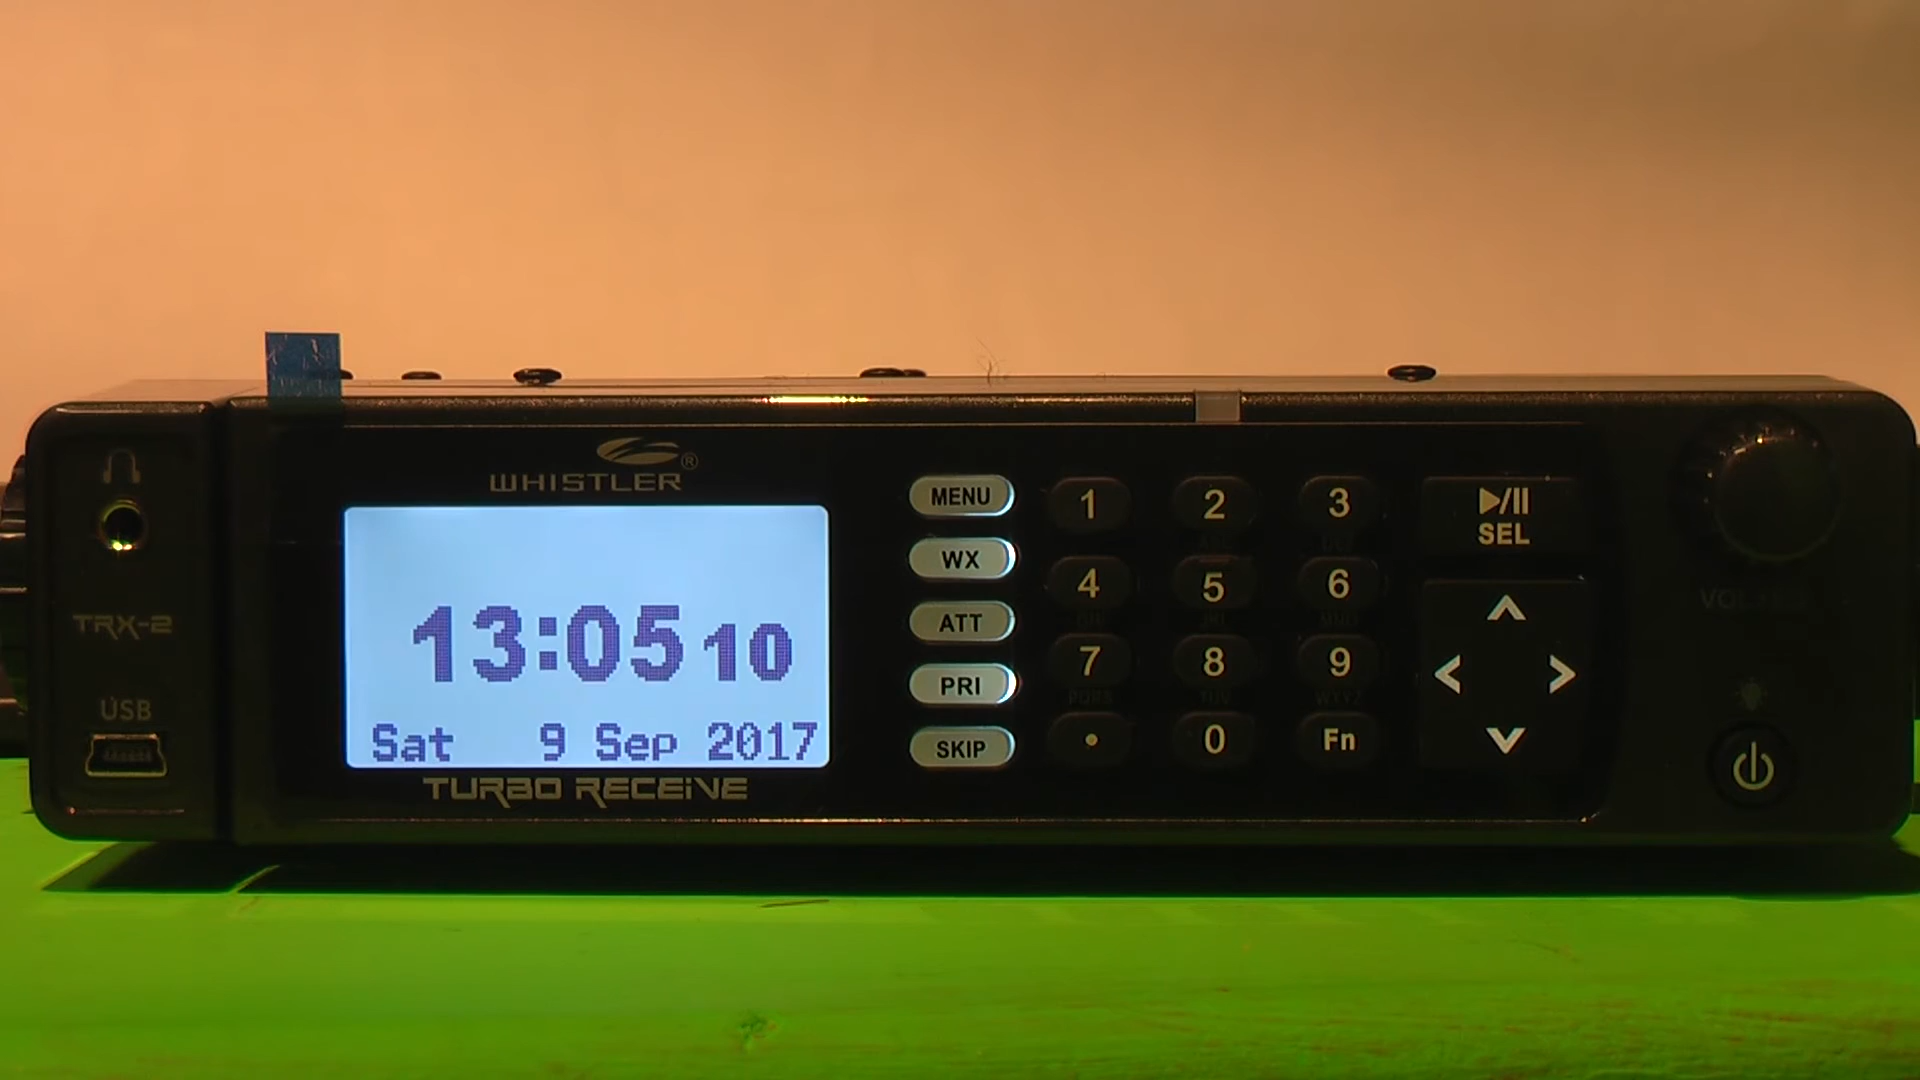 WHISTLER®
TRX-2
USB
13:05 10
Sat 9 Sep 2017
TURBO RECEIVE
MENU
WX
ATT
PRI
SKIP
1 2 3
4 5 6
7 8 9
. 0 Fn
SEL